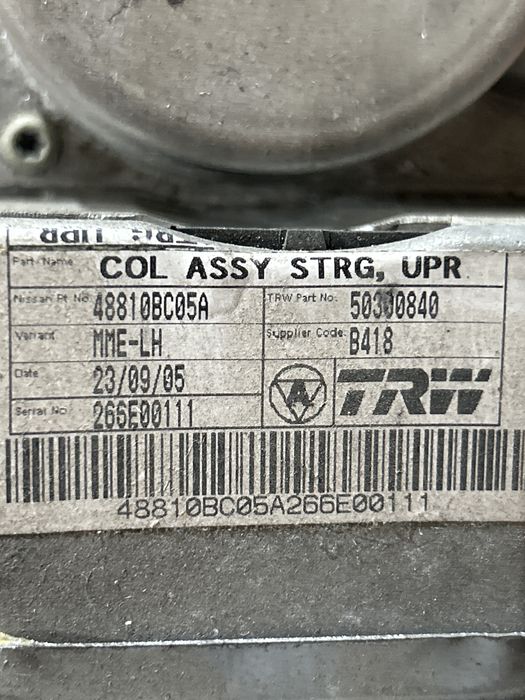 Part Name COL ASSY STRG, UPR
Nissan Pt No. 48810BC05A TRW Part No. 50330840
Variant MME-LH Supplier Code B418
Date 23/09/05
Serial No 266E00111
A TRW
48810BC05A266E00111